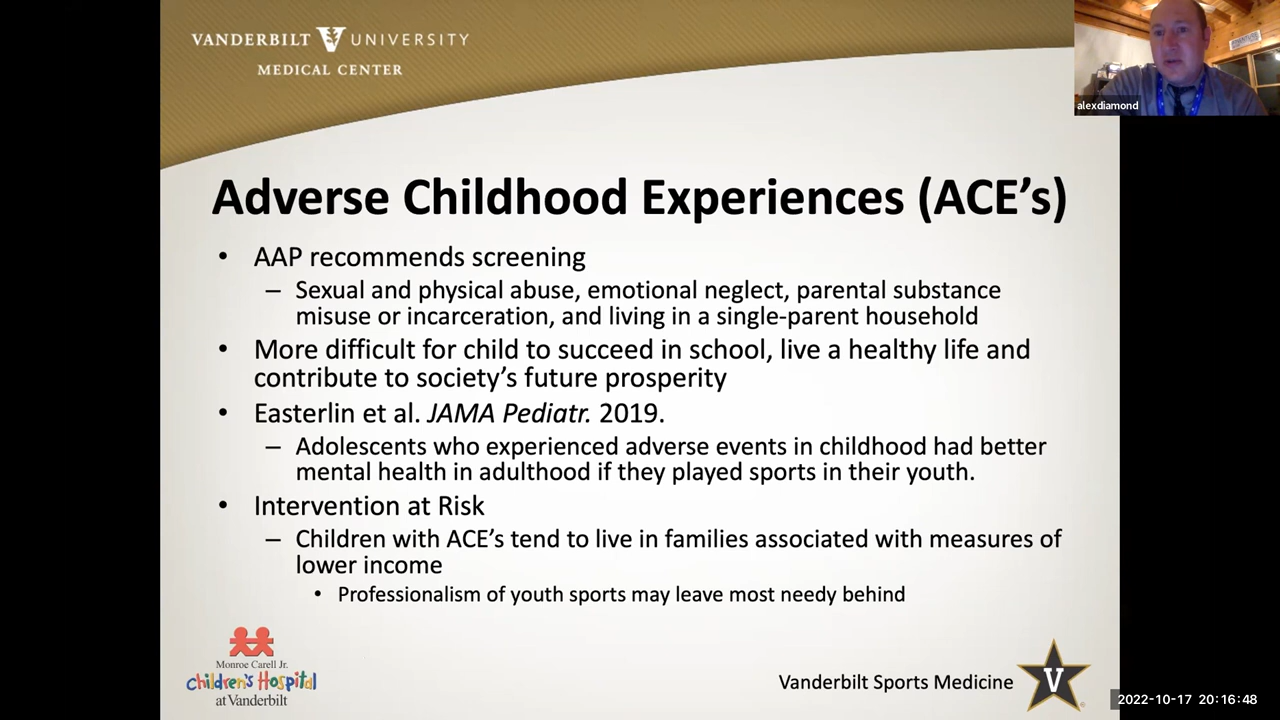 VANDERBILT V UNIVERSITY
MEDICAL CENTER
alexdiamond
Adverse Childhood Experiences (ACE’s)
• AAP recommends screening
– Sexual and physical abuse, emotional neglect, parental substance
misuse or incarceration, and living in a single-parent household
• More difficult for child to succeed in school, live a healthy life and
contribute to society’s future prosperity
• Easterlin et al. JAMA Pediatr. 2019.
– Adolescents who experienced adverse events in childhood had better
mental health in adulthood if they played sports in their youth.
• Intervention at Risk
– Children with ACE’s tend to live in families associated with measures of
lower income
• Professionalism of youth sports may leave most needy behind
Monroe Carell Jr.
Children's Hospital
at Vanderbilt
Vanderbilt Sports Medicine
V
2022-10-17 20:16:48